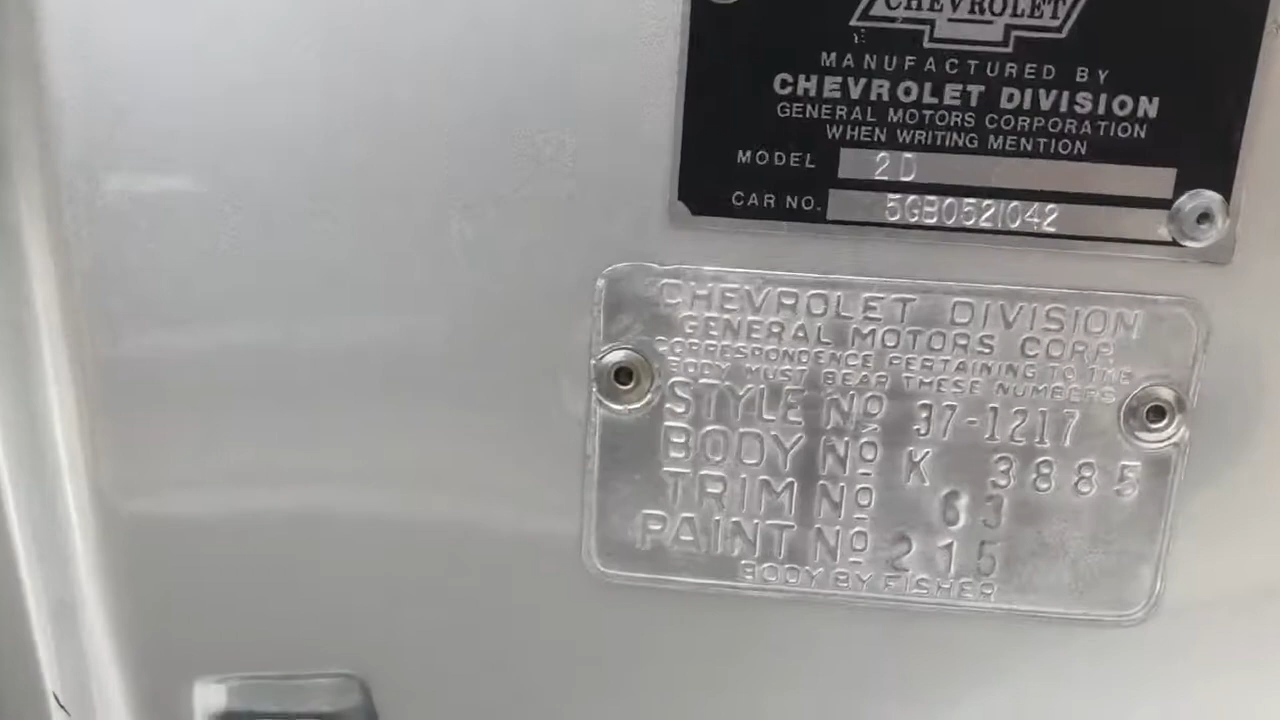 CHEVROLET
MANUFACTURED BY
CHEVROLET DIVISION
GENERAL MOTORS CORPORATION
WHEN WRITING MENTION
MODEL 2D
CAR NO. 5GB0521042
CHEVROLET DIVISION
GENERAL MOTORS CORP.
CORRESPONDENCE PERTAINING TO THE
BODY MUST BEAR THESE NUMBERS
STYLE Nº 37-1217
BODY Nº K 3885
TRIM Nº 63
PAINT Nº 215
BODY BY FISHER